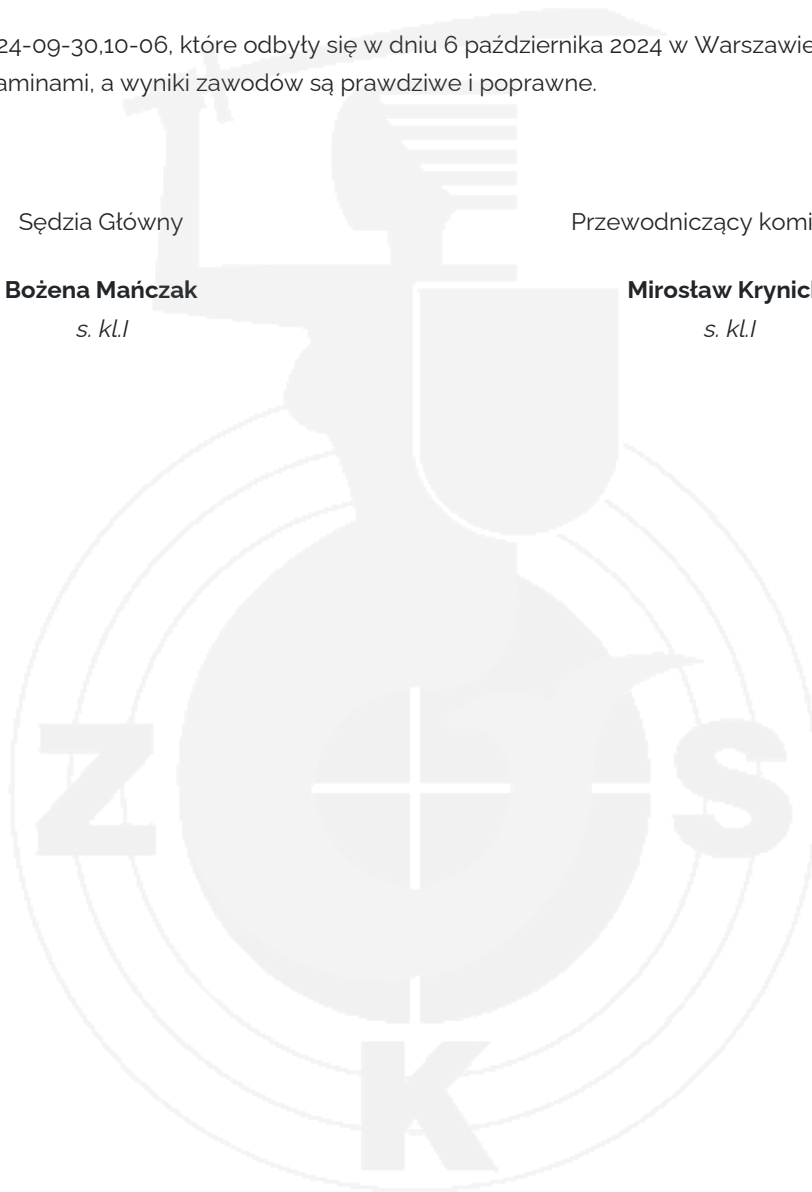 24-09-30,10-06, które odbyły się w dniu 6 października 2024 w Warszawie
aminami, a wyniki zawodów są prawdziwe i poprawne.
Sędzia Główny
Przewodniczący komi
Bożena Mańczak
Mirosław Krynic
s. kl.I
s. kl.I
Z
S
K